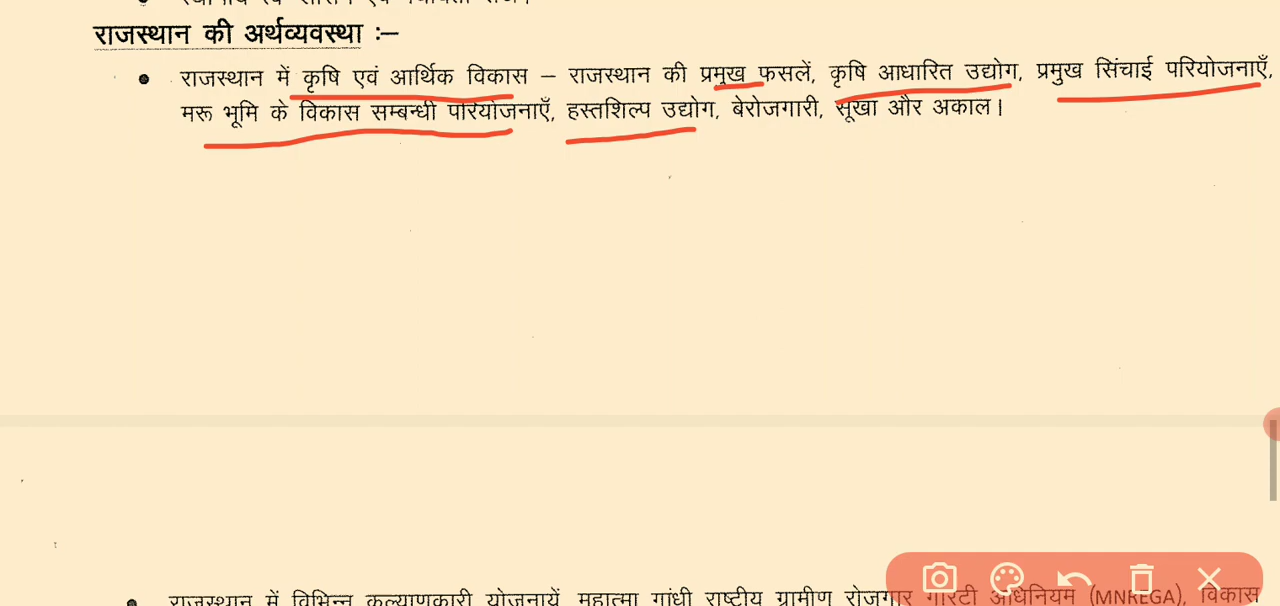 राजस्थान की अर्थव्यवस्था :–
● राजस्थान में कृषि एवं आर्थिक विकास – राजस्थान की प्रमुख फसलें, कृषि आधारित उद्योग, प्रमुख सिंचाई परियोजनाएँ,
मरू भूमि के विकास सम्बन्धी परियोजनाएँ, हस्तशिल्प उद्योग, बेरोजगारी, सूखा और अकाल।
● राजस्थान में विभिन्न कल्याणकारी योजनायें महात्मा गांधी राष्ट्रीय ग्रामीण रोजगार गारंटी अधिनियम (MNREGA), विकास